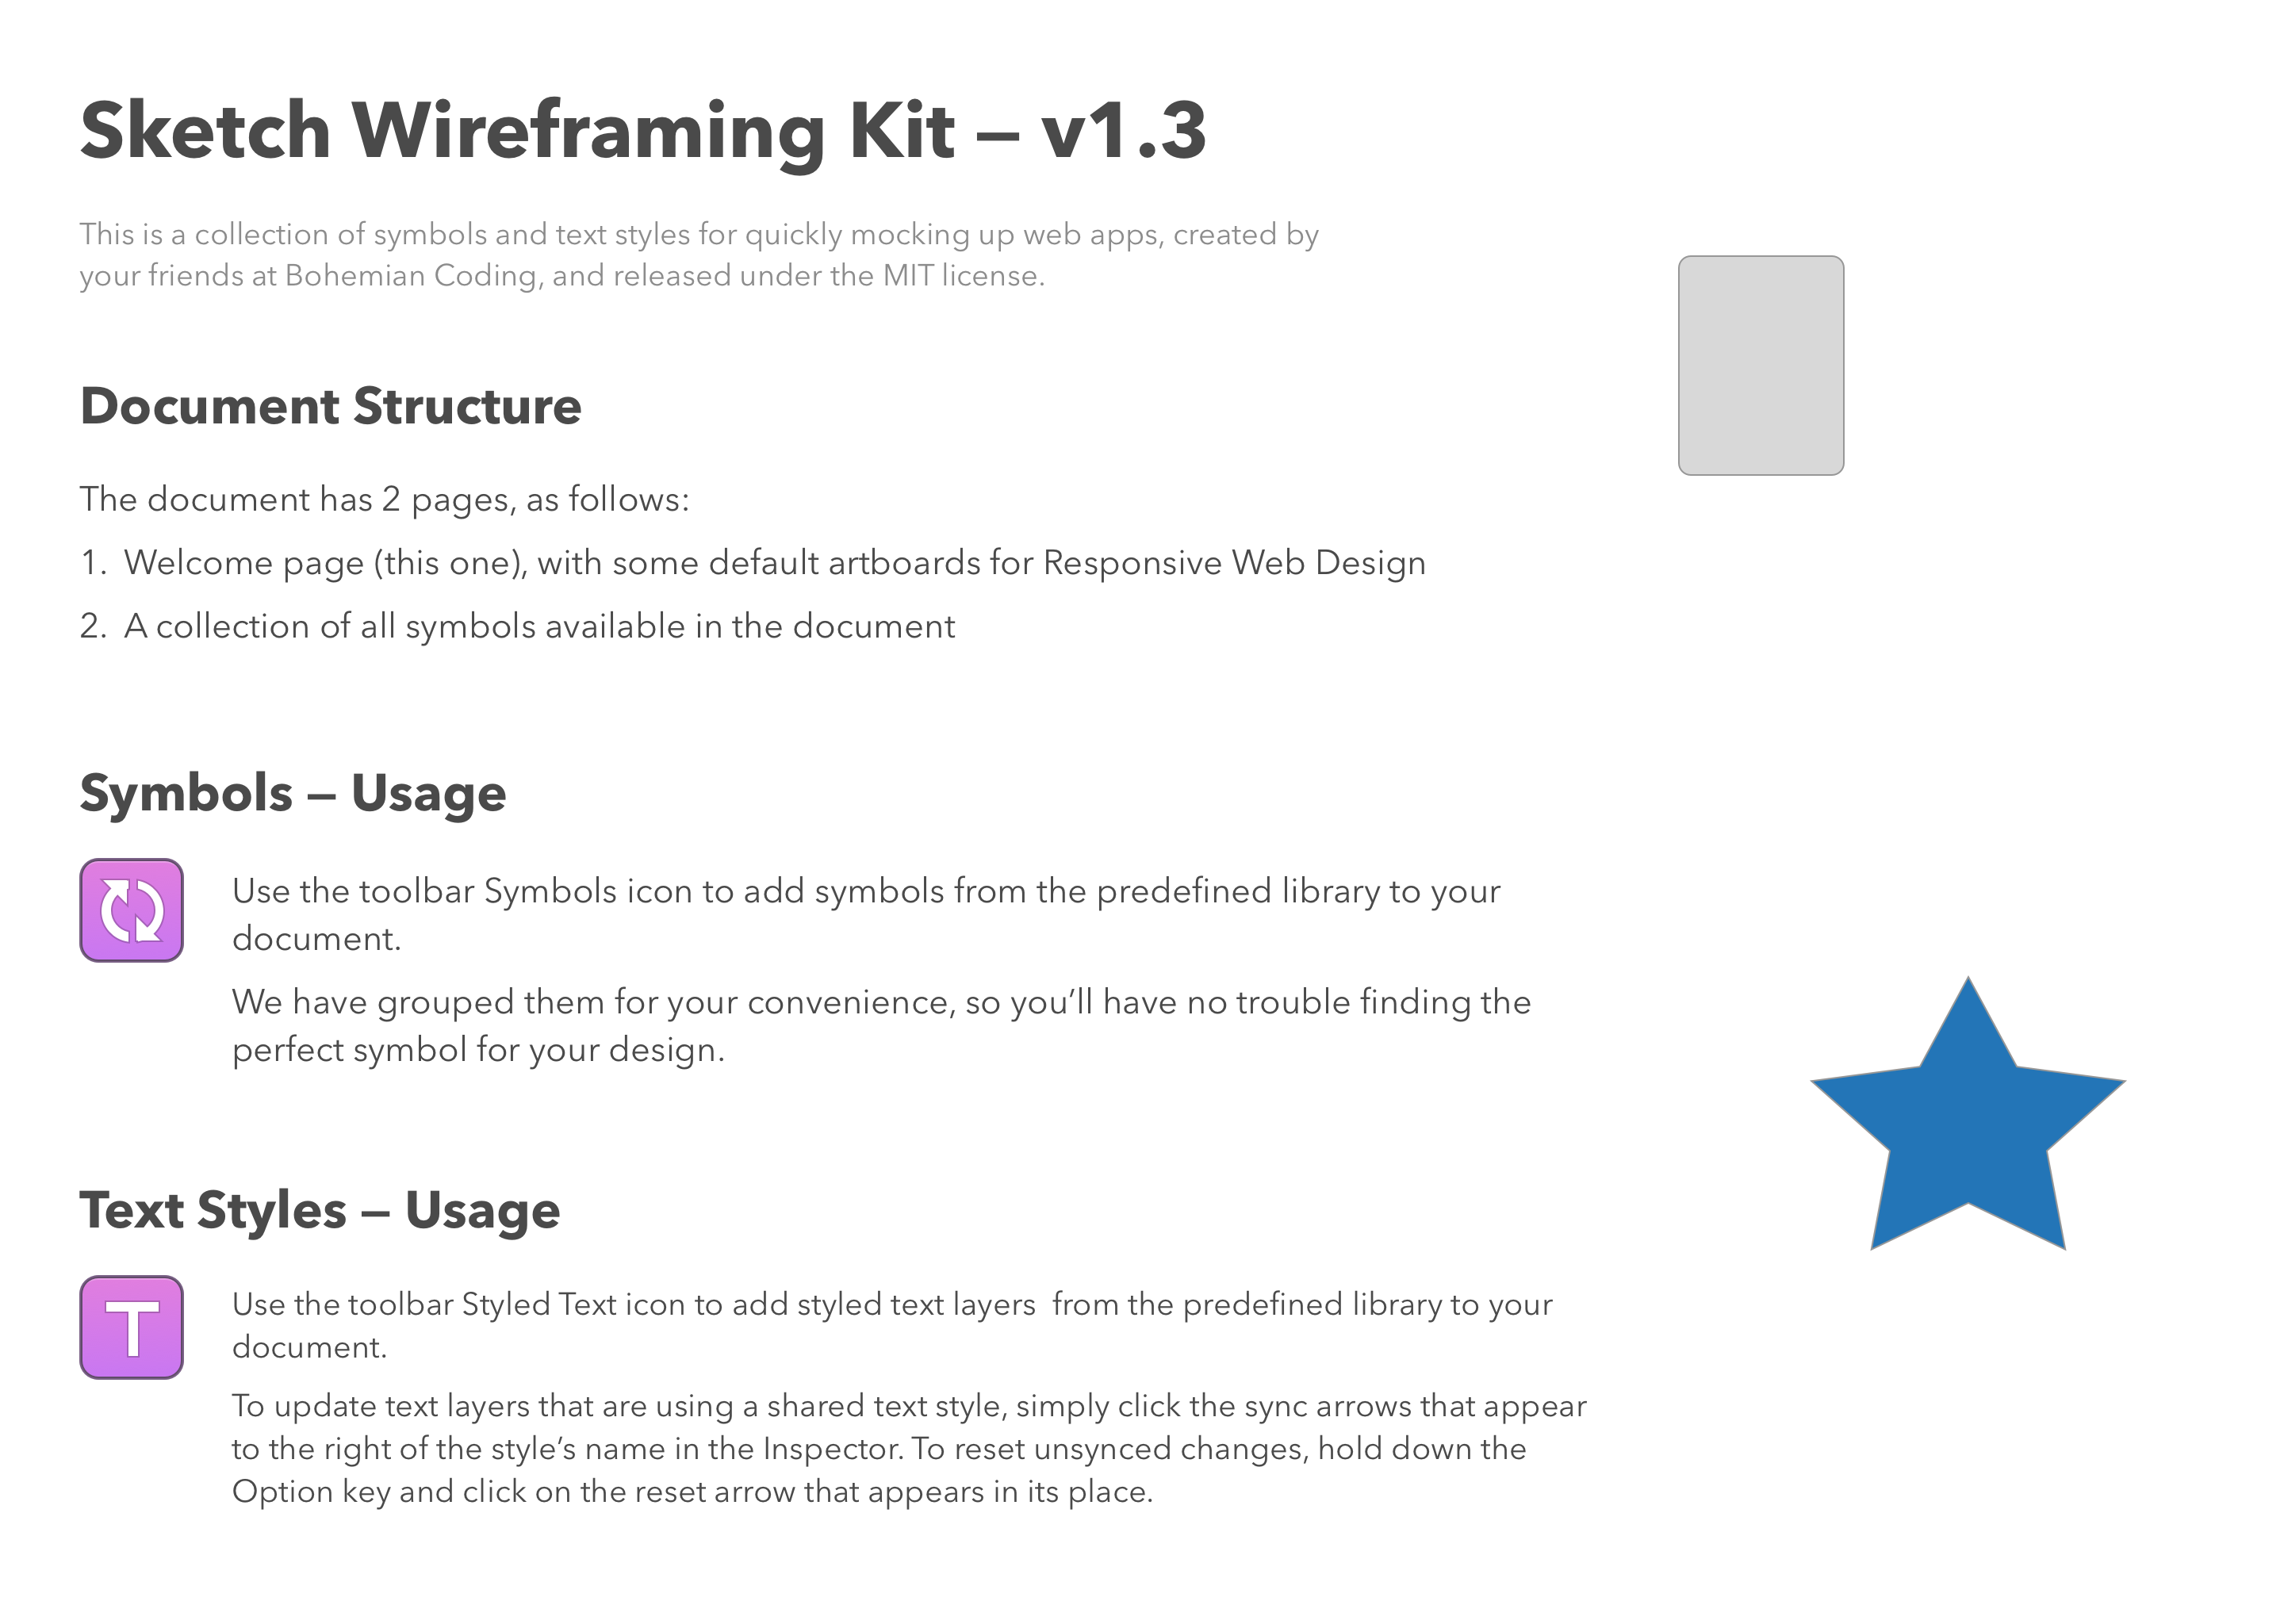 Sketch Wireframing Kit – v1.3
This is a collection of symbols and text styles for quickly mocking up web apps, created by
your friends at Bohemian Coding, and released under the MIT license.
Document Structure
The document has 2 pages, as follows:
1. Welcome page (this one), with some default artboards for Responsive Web Design
2. A collection of all symbols available in the document
Symbols – Usage
Use the toolbar Symbols icon to add symbols from the predefined library to your
document.
We have grouped them for your convenience, so you’ll have no trouble finding the
perfect symbol for your design.
Text Styles – Usage
T
Use the toolbar Styled Text icon to add styled text layers  from the predefined library to your
document.
To update text layers that are using a shared text style, simply click the sync arrows that appear
to the right of the style’s name in the Inspector. To reset unsynced changes, hold down the
Option key and click on the reset arrow that appears in its place.